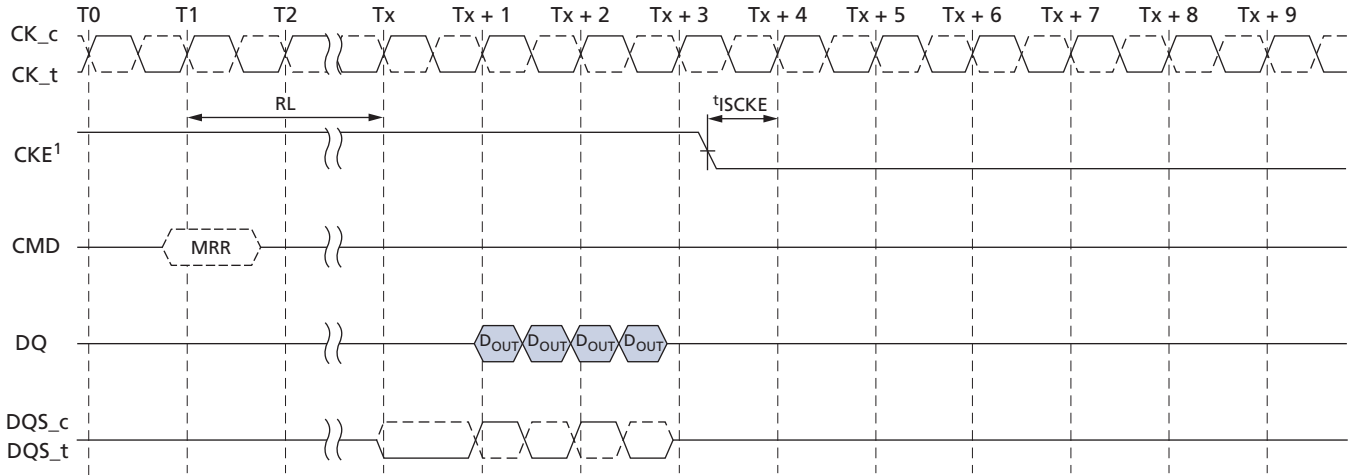 T0 T1 T2 Tx Tx + 1 Tx + 2 Tx + 3 Tx + 4 Tx + 5 Tx + 6 Tx + 7 Tx + 8 Tx + 9
CK_c
CK_t
RL
tISCKE
CKE1
CMD
MRR
DQ
DOUT DOUT DOUT DOUT
DQS_c
DQS_t